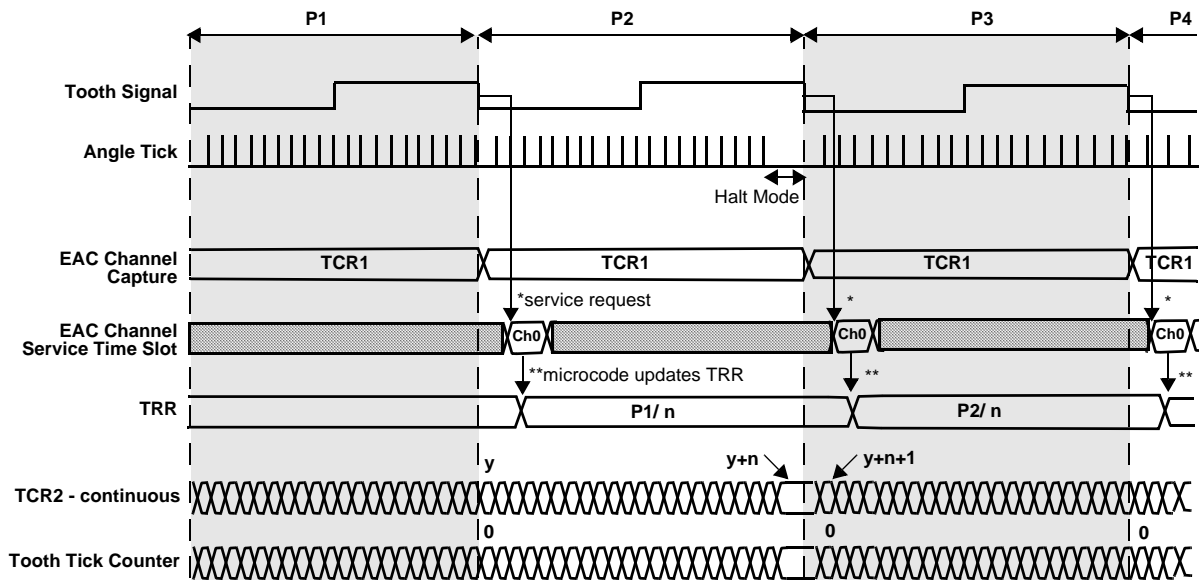 P1 P2 P3 P4
Tooth Signal
Angle Tick
Halt Mode
EAC Channel
Capture
TCR1 TCR1 TCR1 TCR1
*service request * *
EAC Channel
Service Time Slot
Ch0 Ch0 Ch0
**microcode updates TRR ** **
TRR
P1/ n P2/ n
y y+n y+n+1
TCR2 - continuous
0 0 0
Tooth Tick Counter